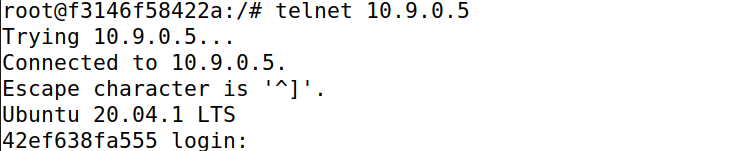 root@f3146f58422a:/# telnet 10.9.0.5
Trying 10.9.0.5...
Connected to 10.9.0.5.
Escape character is '^]'.
Ubuntu 20.04.1 LTS
42ef638fa555 login: